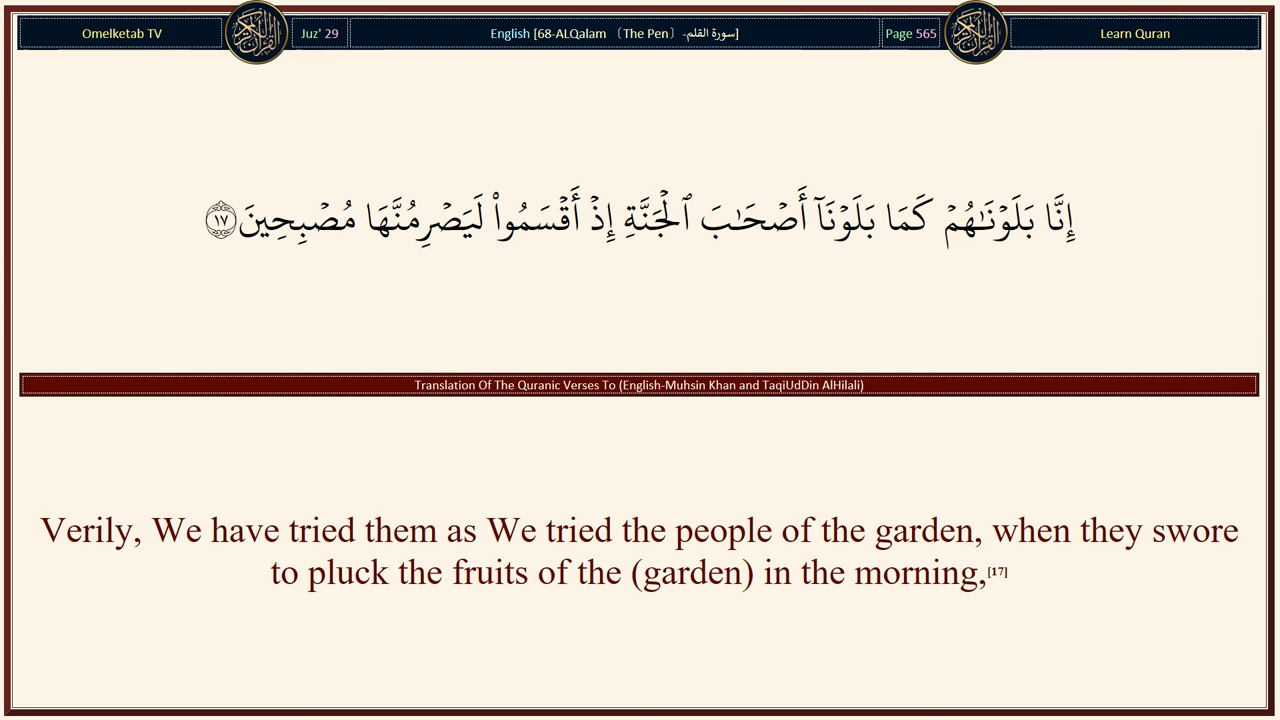 Omelketab TV
Juz' 29
English [68-ALQalam 〔The Pen〕 -سورة القلم]
Page 565
Learn Quran
إِنَّا بَلَوۡنَٰهُمۡ كَمَا بَلَوۡنَآ أَصۡحَٰبَ ٱلۡجَنَّةِ إِذۡ أَقۡسَمُواْ لَيَصۡرِمُنَّهَا مُصۡبِحِينَ ١٧
Translation Of The Quranic Verses To (English-Muhsin Khan and TaqiUdDin AlHilali)
Verily, We have tried them as We tried the people of the garden, when they swore
to pluck the fruits of the (garden) in the morning,[17]